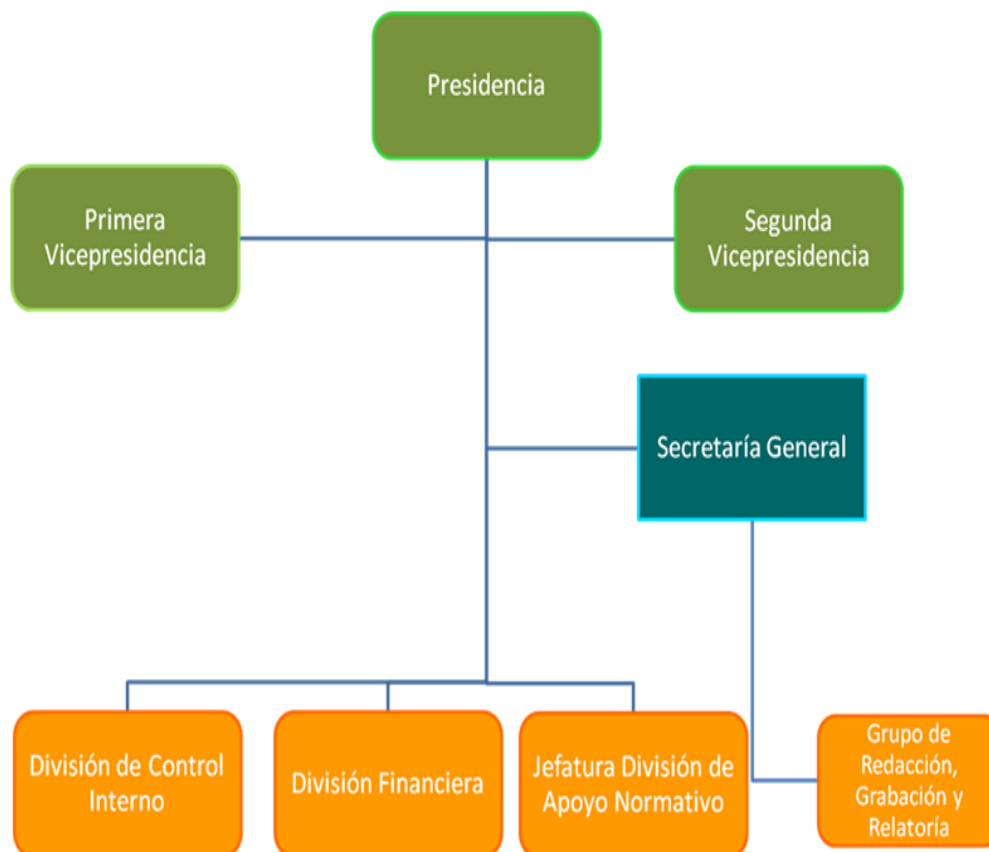 Presidencia
Primera
Vicepresidencia
Segunda
Vicepresidencia
Secretaría General
División de Control
Interno
División Financiera
Jefatura División de
Apoyo Normativo
Grupo de
Redacción,
Grabación y
Relatoría